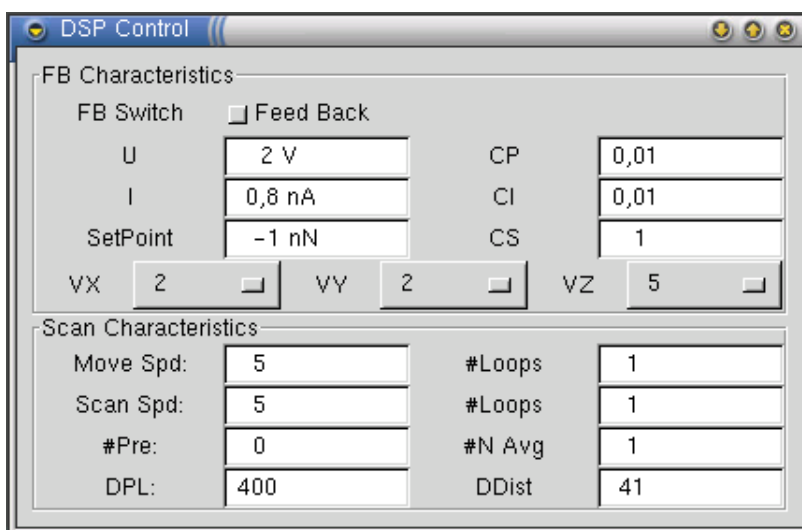 DSP Control
FB Characteristics
FB Switch Feed Back
U 2 V CP 0,01
I 0,8 nA CI 0,01
SetPoint −1 nN CS 1
VX 2 VY 2 VZ 5
Scan Characteristics
Move Spd: 5 #Loops 1
Scan Spd: 5 #Loops 1
#Pre: 0 #N Avg 1
DPL: 400 DDist 41